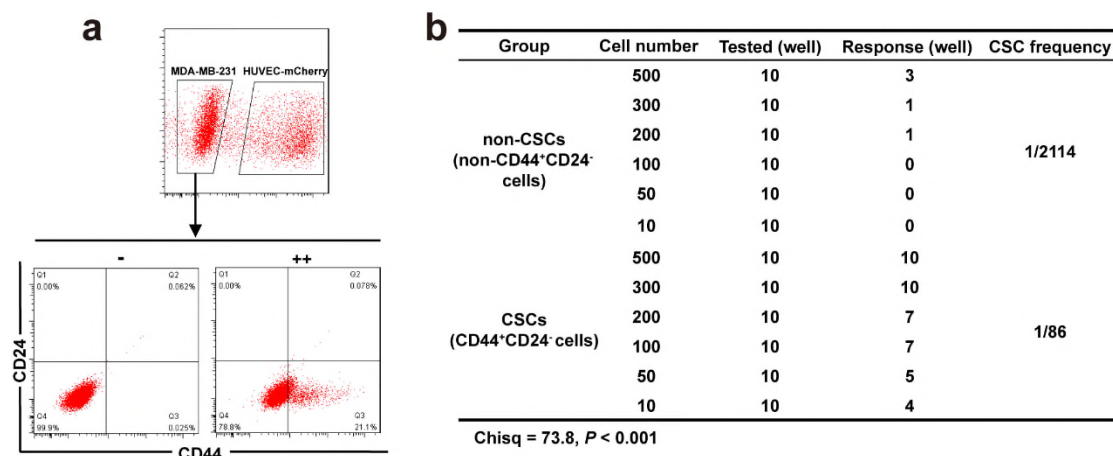 a
MDA-MB-231 HUVEC-mCherry
- ++
Q1
0.00%
Q2
0.062%
Q4
99.9%
Q3
0.025%
Q1
0.00%
Q2
0.078%
Q4
78.8%
Q3
21.1%
CD24
CD44
b
Group Cell number Tested (well) Response (well) CSC frequency
non-CSCs
(non-CD44⁺CD24⁻
cells)
500 10 3
300 10 1
200 10 1
100 10 0
50 10 0
10 10 0
1/2114
CSCs
(CD44⁺CD24⁻ cells)
500 10 10
300 10 10
200 10 7
100 10 7
50 10 5
10 10 4
1/86
Chisq = 73.8, P < 0.001